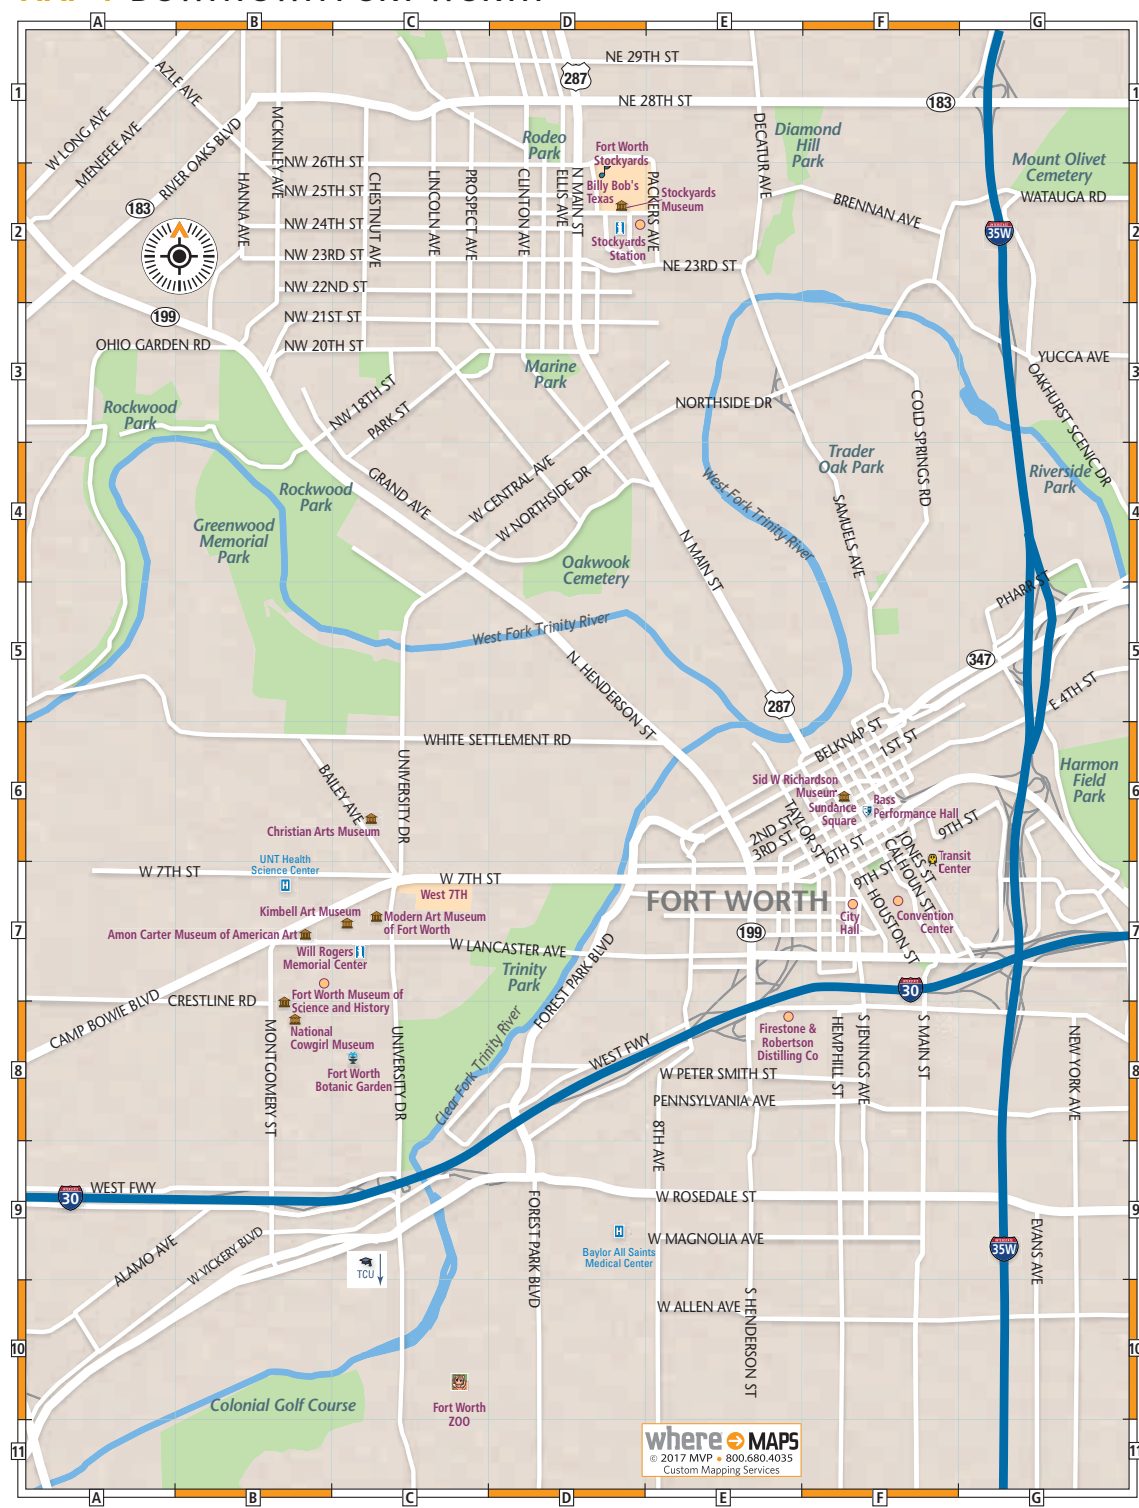 A B C D E F G
1
NE 29TH ST
287
NE 28TH ST
183
AZLE AVE
W LONG AVE
MENEFEE AVE
RIVER OAKS BLVD
MCKINLEY AVE
Rodeo
Park
Fort Worth
Stockyards
DECATUR AVE
Diamond
Hill
Park
Mount Olivet
Cemetery
NW 26TH ST
HANNA AVE
CHESTNUT AVE
LINCOLN AVE
PROSPECT AVE
CLINTON AVE
ELLIS AVE
N MAIN ST
PACKERS AVE
NW 25TH ST
Billy Bob's
Texas
Stockyards
Museum
WATAUGA RD
183
BRENNAN AVE
2
NW 24TH ST
Stockyards
Station
35W
NW 23RD ST
NE 23RD ST
NW 22ND ST
199
NW 21ST ST
OHIO GARDEN RD
NW 20TH ST
YUCCA AVE
3
Marine
Park
OAKHURST SCENIC DR
NW 18TH ST
PARK ST
NORTHSIDE DR
COLD SPRINGS RD
Rockwood
Park
Trader
Oak Park
Riverside
Park
GRAND AVE
W CENTRAL AVE
W NORTHSIDE DR
West Fork Trinity River
Rockwood
Park
4
Greenwood
Memorial
Park
SAMUELS AVE
N MAIN ST
Oakwook
Cemetery
PHARR ST
West Fork Trinity River
5
347
N. HENDERSON ST
E 4TH ST
287
BELKNAP ST
WHITE SETTLEMENT RD
1ST ST
UNIVERSITY DR
BAILEY AVE
Harmon
Field
Park
6
Sid W Richardson
Museum
Sundance
Square
Bass
Performance Hall
TAYLOR ST
Christian Arts Museum
2ND ST
3RD ST
6TH ST
9TH ST
JONES ST
CALHOUN ST
Transit
Center
UNT Health
Science Center
W 7TH ST
W 7TH ST
9TH ST
HOUSTON ST
West 7TH
FORT WORTH
Kimbell Art Museum
Modern Art Museum
of Fort Worth
City
Hall
Convention
Center
Amon Carter Museum of American Art
199
7
W LANCASTER AVE
Will Rogers
Memorial Center
Trinity
Park
FOREST PARK BLVD
30
CRESTLINE RD
CAMP BOWIE BLVD
Fort Worth Museum of
Science and History
National
Cowgirl Museum
Firestone &
Robertson
Distilling Co
HEMPHILL ST
S JENINGS AVE
S MAIN ST
NEW YORK AVE
MONTGOMERY ST
UNIVERSITY DR
Clear Fork Trinity River
WEST FWY
Fort Worth
Botanic Garden
8
W PETER SMITH ST
PENNSYLVANIA AVE
8TH AVE
30
WEST FWY
W ROSEDALE ST
9
FOREST PARK BLVD
EVANS AVE
ALAMO AVE
W VICKERY BLVD
W MAGNOLIA AVE
35W
Baylor All Saints
Medical Center
TCU
W ALLEN AVE
S HENDERSON ST
10
Colonial Golf Course
Fort Worth
ZOO
11
where MAPS
© 2017 MVP • 800.680.4035
Custom Mapping Services
A B C D E F G